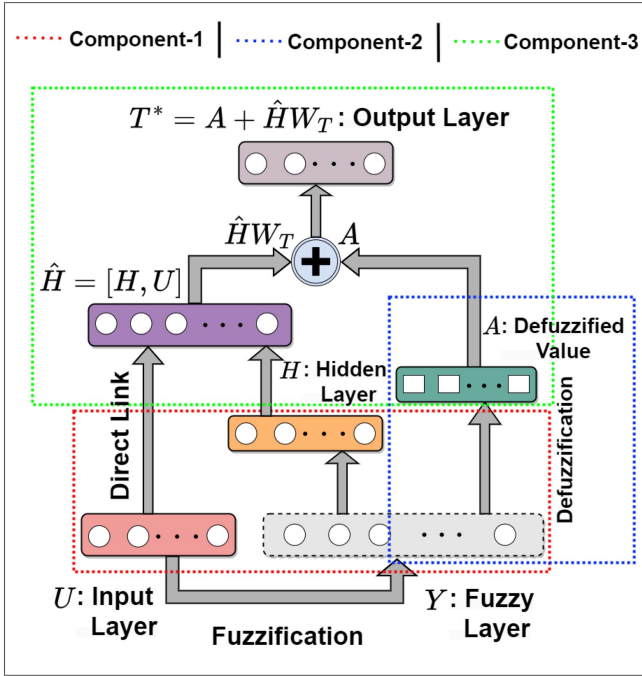 Component-1 | Component-2 | Component-3
T* = A + ĤW_T : Output Layer
ĤW_T
A
Ĥ = [H, U]
A: Defuzzified
Value
H: Hidden
Layer
Direct Link
Defuzzification
U: Input
Layer
Y: Fuzzy
Layer
Fuzzification